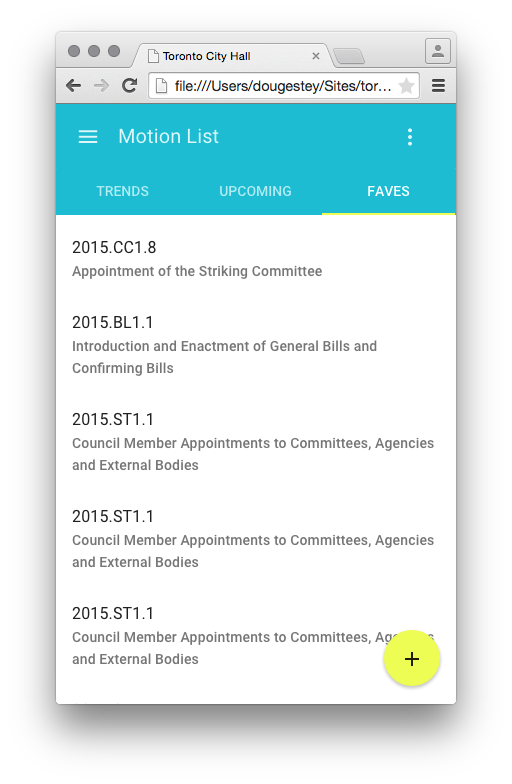 Toronto City Hall
file:///Users/dougestey/Sites/tor...
Motion List
TRENDS UPCOMING FAVES
2015.CC1.8
Appointment of the Striking Committee
2015.BL1.1
Introduction and Enactment of General Bills and
Confirming Bills
2015.ST1.1
Council Member Appointments to Committees, Agencies
and External Bodies
2015.ST1.1
Council Member Appointments to Committees, Agencies
and External Bodies
2015.ST1.1
Council Member Appointments to Committees, Agencies
and External Bodies